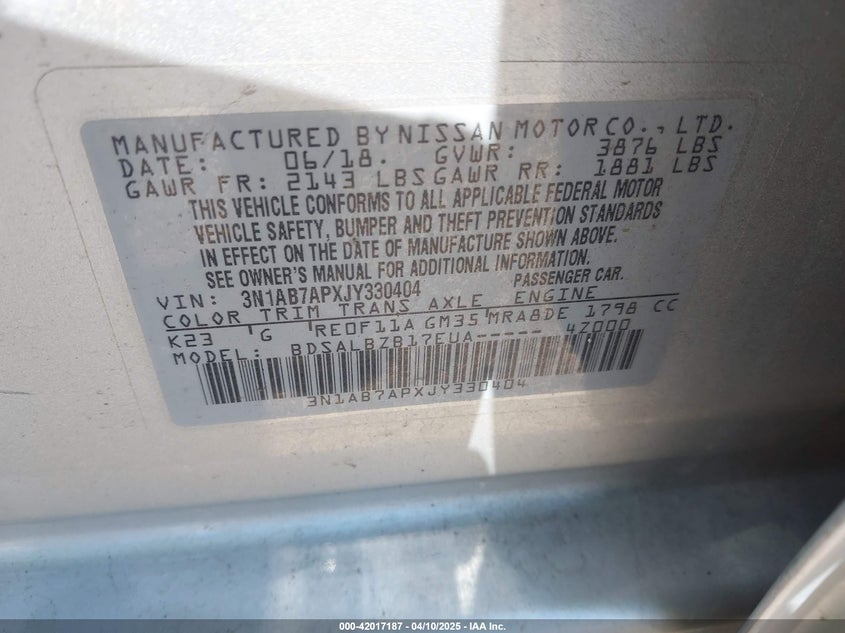 MANUFACTURED BY NISSAN MOTOR CO., LTD.
DATE: 06/18. GVWR: 3876 LBS
GAWR FR: 2143 LBS GAWR RR: 1881 LBS
THIS VEHICLE CONFORMS TO ALL APPLICABLE FEDERAL MOTOR
VEHICLE SAFETY, BUMPER AND THEFT PREVENTION STANDARDS
IN EFFECT ON THE DATE OF MANUFACTURE SHOWN ABOVE.
SEE OWNER'S MANUAL FOR ADDITIONAL INFORMATION.
VIN: 3N1AB7APXJY330404 PASSENGER CAR.
COLOR TRIM TRANS AXLE ENGINE
K23 G RE0F11A GM35 MRA8DE 1798 CC
MODEL: BDSALBZB17EUA----- 4Z000
3N1AB7APXJY330404
000-42017187 - 04/10/2025 - IAA Inc.